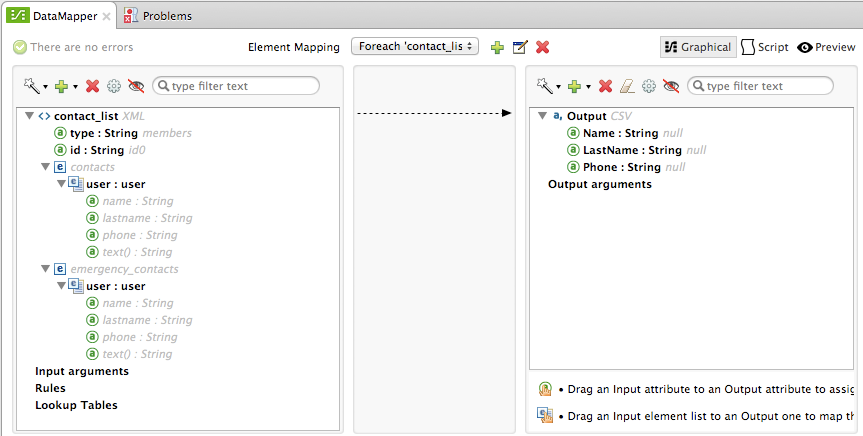 DataMapper
Problems
There are no errors
Element Mapping
Foreach 'contact_lis
Graphical
Script
Preview
type filter text
contact_list XML
type : String members
id : String id0
contacts
user : user
name : String
lastname : String
phone : String
text() : String
emergency_contacts
user : user
name : String
lastname : String
phone : String
text() : String
Input arguments
Rules
Lookup Tables
type filter text
Output CSV
Name : String null
LastName : String null
Phone : String null
Output arguments
• Drag an Input attribute to an Output attribute to assig
• Drag an Input element list to an Output one to map th